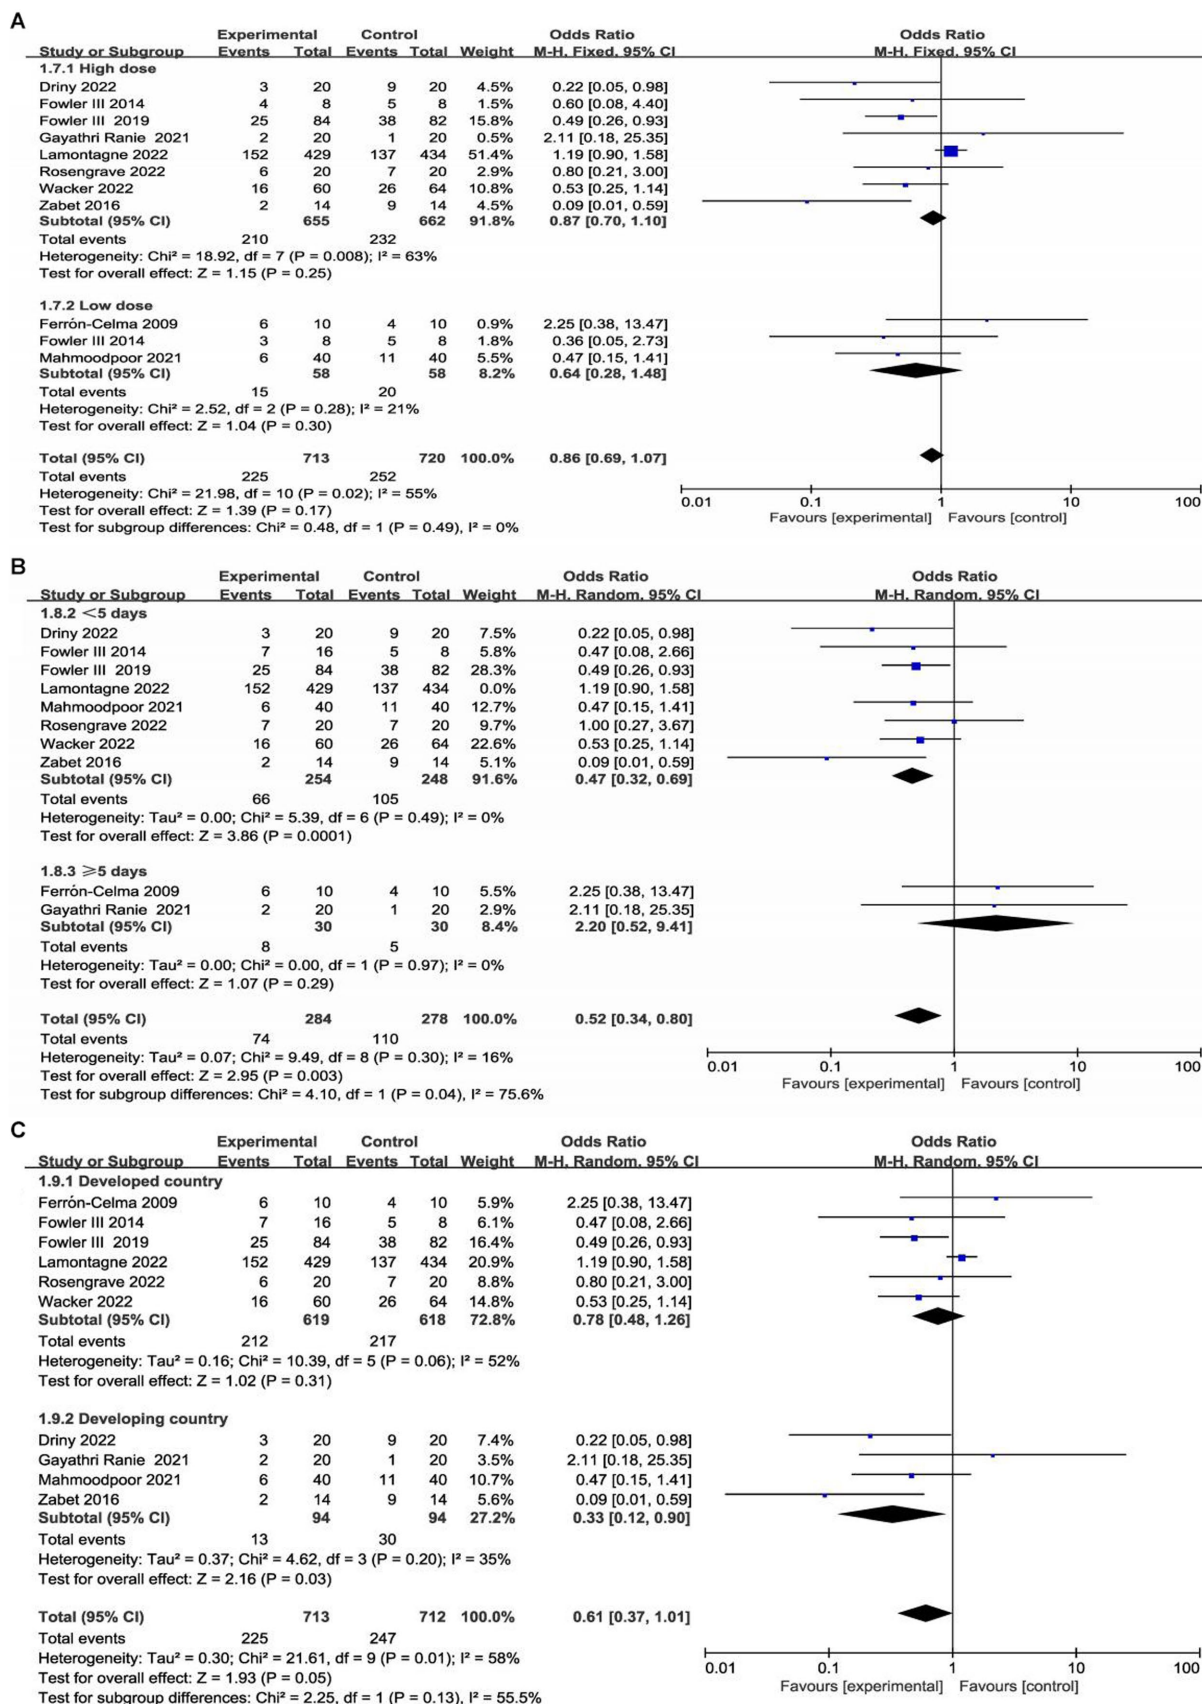 A
Experimental Control Odds Ratio Odds Ratio
Study or Subgroup Events Total Events Total Weight M-H. Fixed. 95% CI M-H. Fixed. 95% CI
1.7.1 High dose
Driny 2022 3 20 9 20 4.5% 0.22 [0.05, 0.98]
Fowler III 2014 4 8 5 8 1.5% 0.60 [0.08, 4.40]
Fowler III 2019 25 84 38 82 15.8% 0.49 [0.26, 0.93]
Gayathri Ranie 2021 2 20 1 20 0.5% 2.11 [0.18, 25.35]
Lamontagne 2022 152 429 137 434 51.4% 1.19 [0.90, 1.58]
Rosengrave 2022 6 20 7 20 2.9% 0.80 [0.21, 3.00]
Wacker 2022 16 60 26 64 10.8% 0.53 [0.25, 1.14]
Zabet 2016 2 14 9 14 4.5% 0.09 [0.01, 0.59]
Subtotal (95% CI) 655 662 91.8% 0.87 [0.70, 1.10]
Total events 210 232
Heterogeneity: Chi² = 18.92, df = 7 (P = 0.008); I² = 63%
Test for overall effect: Z = 1.15 (P = 0.25)
1.7.2 Low dose
Ferrón-Celma 2009 6 10 4 10 0.9% 2.25 [0.38, 13.47]
Fowler III 2014 3 8 5 8 1.8% 0.36 [0.05, 2.73]
Mahmoodpoor 2021 6 40 11 40 5.5% 0.47 [0.15, 1.41]
Subtotal (95% CI) 58 58 8.2% 0.64 [0.28, 1.48]
Total events 15 20
Heterogeneity: Chi² = 2.52, df = 2 (P = 0.28); I² = 21%
Test for overall effect: Z = 1.04 (P = 0.30)
Total (95% CI) 713 720 100.0% 0.86 [0.69, 1.07]
Total events 225 252
Heterogeneity: Chi² = 21.98, df = 10 (P = 0.02); I² = 55%
Test for overall effect: Z = 1.39 (P = 0.17)
Test for subgroup differences: Chi² = 0.48, df = 1 (P = 0.49), I² = 0%
0.01 0.1 1 10 100
Favours [experimental] Favours [control]
B
Experimental Control Odds Ratio Odds Ratio
Study or Subgroup Events Total Events Total Weight M-H. Random. 95% CI M-H. Random. 95% CI
1.8.2 <5 days
Driny 2022 3 20 9 20 7.5% 0.22 [0.05, 0.98]
Fowler III 2014 7 16 5 8 5.8% 0.47 [0.08, 2.66]
Fowler III 2019 25 84 38 82 28.3% 0.49 [0.26, 0.93]
Lamontagne 2022 152 429 137 434 0.0% 1.19 [0.90, 1.58]
Mahmoodpoor 2021 6 40 11 40 12.7% 0.47 [0.15, 1.41]
Rosengrave 2022 7 20 7 20 9.7% 1.00 [0.27, 3.67]
Wacker 2022 16 60 26 64 22.6% 0.53 [0.25, 1.14]
Zabet 2016 2 14 9 14 5.1% 0.09 [0.01, 0.59]
Subtotal (95% CI) 254 248 91.6% 0.47 [0.32, 0.69]
Total events 66 105
Heterogeneity: Tau² = 0.00; Chi² = 5.39, df = 6 (P = 0.49); I² = 0%
Test for overall effect: Z = 3.86 (P = 0.0001)
1.8.3 ≥5 days
Ferrón-Celma 2009 6 10 4 10 5.5% 2.25 [0.38, 13.47]
Gayathri Ranie 2021 2 20 1 20 2.9% 2.11 [0.18, 25.35]
Subtotal (95% CI) 30 30 8.4% 2.20 [0.52, 9.41]
Total events 8 5
Heterogeneity: Tau² = 0.00; Chi² = 0.00, df = 1 (P = 0.97); I² = 0%
Test for overall effect: Z = 1.07 (P = 0.29)
Total (95% CI) 284 278 100.0% 0.52 [0.34, 0.80]
Total events 74 110
Heterogeneity: Tau² = 0.07; Chi² = 9.49, df = 8 (P = 0.30); I² = 16%
Test for overall effect: Z = 2.95 (P = 0.003)
Test for subgroup differences: Chi² = 4.10, df = 1 (P = 0.04), I² = 75.6%
0.01 0.1 1 10 100
Favours [experimental] Favours [control]
C
Experimental Control Odds Ratio Odds Ratio
Study or Subgroup Events Total Events Total Weight M-H. Random. 95% CI M-H. Random. 95% CI
1.9.1 Developed country
Ferrón-Celma 2009 6 10 4 10 5.9% 2.25 [0.38, 13.47]
Fowler III 2014 7 16 5 8 6.1% 0.47 [0.08, 2.66]
Fowler III 2019 25 84 38 82 16.4% 0.49 [0.26, 0.93]
Lamontagne 2022 152 429 137 434 20.9% 1.19 [0.90, 1.58]
Rosengrave 2022 6 20 7 20 8.8% 0.80 [0.21, 3.00]
Wacker 2022 16 60 26 64 14.8% 0.53 [0.25, 1.14]
Subtotal (95% CI) 619 618 72.8% 0.78 [0.48, 1.26]
Total events 212 217
Heterogeneity: Tau² = 0.16; Chi² = 10.39, df = 5 (P = 0.06); I² = 52%
Test for overall effect: Z = 1.02 (P = 0.31)
1.9.2 Developing country
Driny 2022 3 20 9 20 7.4% 0.22 [0.05, 0.98]
Gayathri Ranie 2021 2 20 1 20 3.5% 2.11 [0.18, 25.35]
Mahmoodpoor 2021 6 40 11 40 10.7% 0.47 [0.15, 1.41]
Zabet 2016 2 14 9 14 5.6% 0.09 [0.01, 0.59]
Subtotal (95% CI) 94 94 27.2% 0.33 [0.12, 0.90]
Total events 13 30
Heterogeneity: Tau² = 0.37; Chi² = 4.62, df = 3 (P = 0.20); I² = 35%
Test for overall effect: Z = 2.16 (P = 0.03)
Total (95% CI) 713 712 100.0% 0.61 [0.37, 1.01]
Total events 225 247
Heterogeneity: Tau² = 0.30; Chi² = 21.61, df = 9 (P = 0.01); I² = 58%
Test for overall effect: Z = 1.93 (P = 0.05)
Test for subgroup differences: Chi² = 2.25, df = 1 (P = 0.13), I² = 55.5%
0.01 0.1 1 10 100
Favours [experimental] Favours [control]